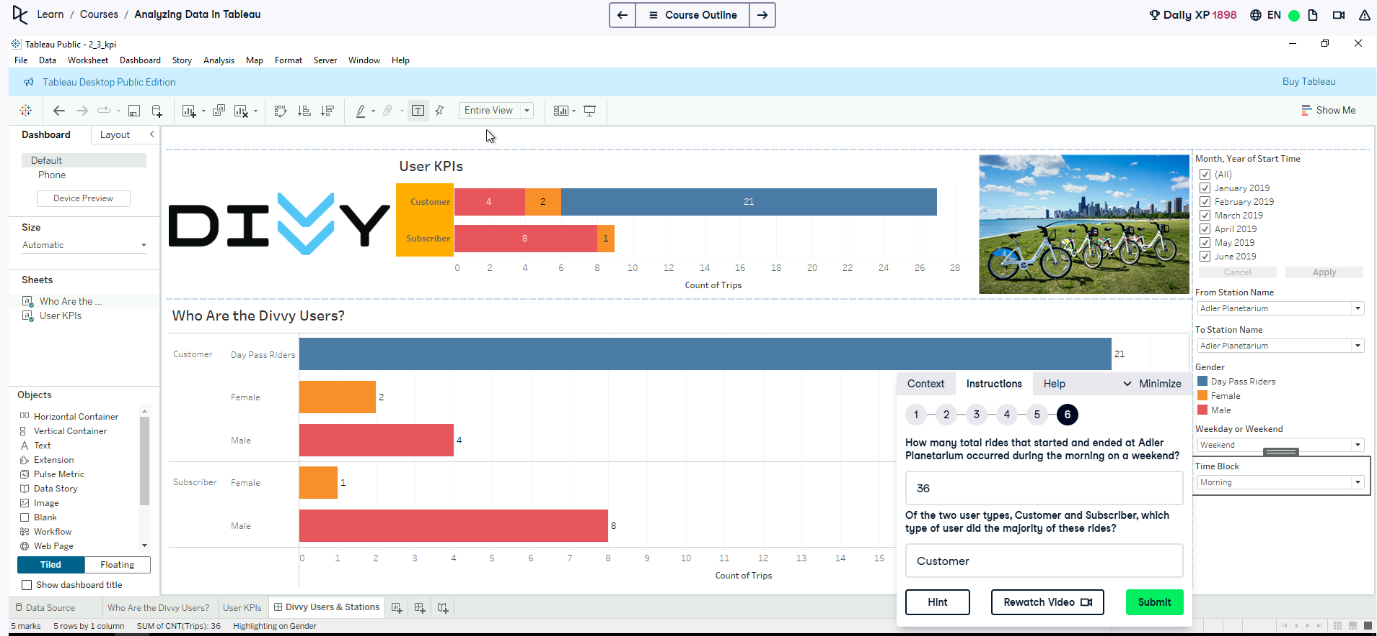 Learn / Courses / Analyzing Data in Tableau
Course Outline
Daily XP 1898
EN
Tableau Public - 2_3_kpi
File Data Worksheet Dashboard Story Analysis Map Format Server Window Help
Tableau Desktop Public Edition
Buy Tableau
Entire View
Show Me
Dashboard
Layout
Default
Phone
Device Preview
Size
Automatic
Sheets
Who Are the ...
User KPIs
Objects
Horizontal Container
Vertical Container
Text
Extension
Pulse Metric
Data Story
Image
Blank
Workflow
Web Page
Tiled
Floating
Show dashboard title
DIVVY
User KPIs
Customer
4
2
21
Subscriber
8
1
0 2 4 6 8 10 12 14 16 18 20 22 24 26 28
Count of Trips
Who Are the Divvy Users?
Customer
Day Pass Riders
21
Female
2
Male
4
Subscriber
Female
1
Male
8
0 1 2 3 4 5 6 7 8 9 10 11 12 13 14 15
Count of Trips
Month, Year of Start Time
(All)
January 2019
February 2019
March 2019
April 2019
May 2019
June 2019
Cancel
Apply
From Station Name
Adler Planetarium
To Station Name
Adler Planetarium
Gender
Day Pass Riders
Female
Male
Weekday or Weekend
Weekend
Time Block
Morning
Context
Instructions
Help
Minimize
1 2 3 4 5 6
How many total rides that started and ended at Adler
Planetarium occurred during the morning on a weekend?
36
Of the two user types, Customer and Subscriber, which
type of user did the majority of these rides?
Customer
Hint
Rewatch Video
Submit
Data Source
Who Are the Divvy Users?
User KPIs
Divvy Users & Stations
5 marks
5 rows by 1 column
SUM of CNT(Trips): 36
Highlighting on Gender